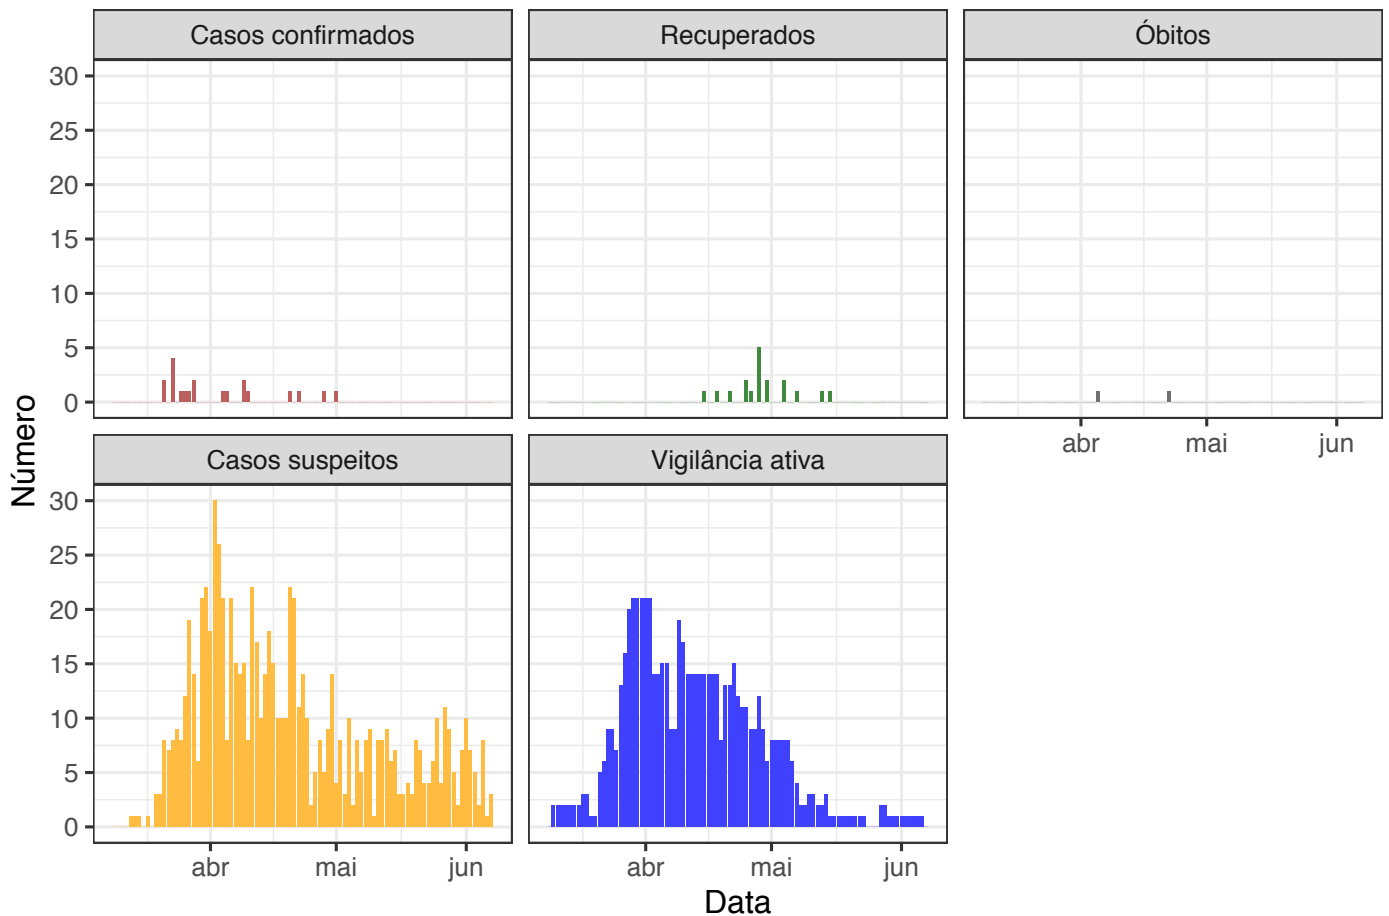 Casos confirmados
Recuperados
Óbitos
30
25
20
15
10
5
0
abr mai jun
Número
Casos suspeitos
Vigilância ativa
30
25
20
15
10
5
0
abr mai jun
abr mai jun
Data